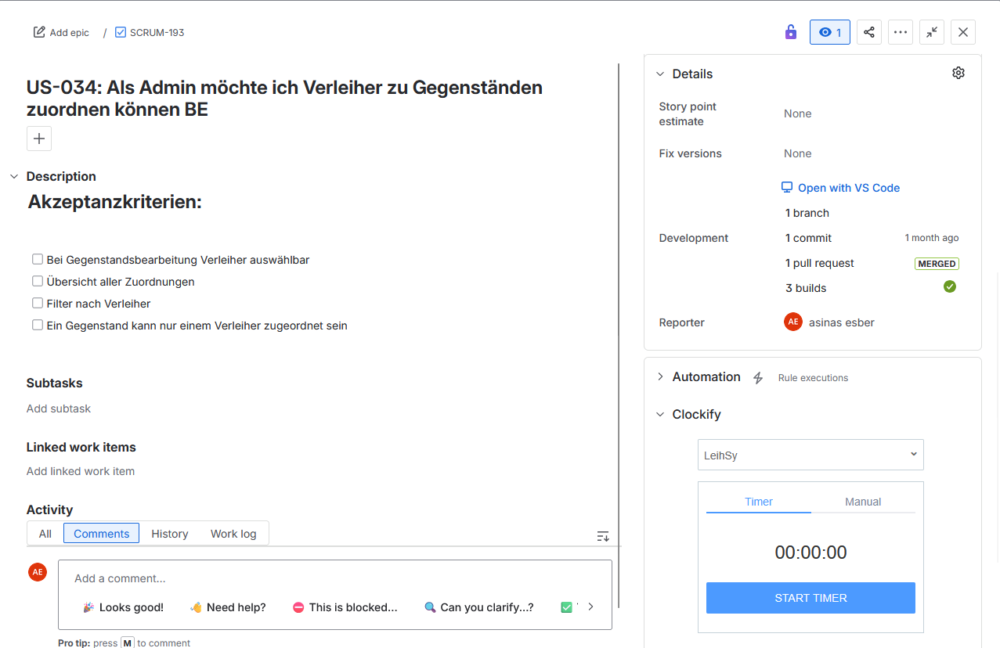 Add epic / SCRUM-193
1
US-034: Als Admin möchte ich Verleiher zu Gegenständen
zuordnen können BE
Description
Akzeptanzkriterien:
Bei Gegenstandsbearbeitung Verleiher auswählbar
Übersicht aller Zuordnungen
Filter nach Verleiher
Ein Gegenstand kann nur einem Verleiher zugeordnet sein
Subtasks
Add subtask
Linked work items
Add linked work item
Activity
All Comments History Work log
AE
Add a comment...
Looks good! Need help? This is blocked... Can you clarify...?
Pro tip: press M to comment
Details
Story point
estimate
None
Fix versions None
Open with VS Code
1 branch
Development 1 commit 1 month ago
1 pull request MERGED
3 builds
Reporter AE asinas esber
Automation Rule executions
Clockify
LeihSy
Timer Manual
00:00:00
START TIMER